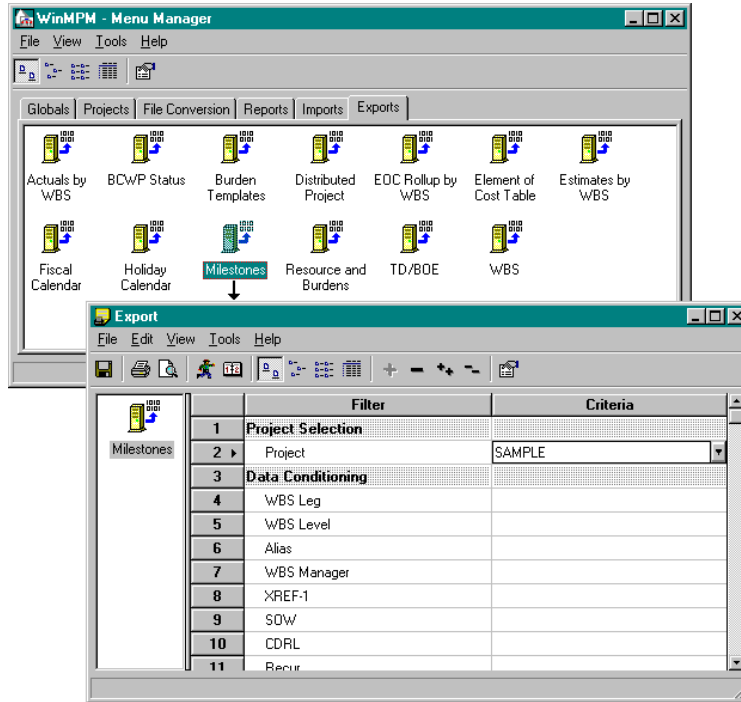 WinMPM - Menu Manager
File View Tools Help
Globals Projects File Conversion Reports Imports Exports
Actuals by WBS
BCWP Status
Burden Templates
Distributed Project
EOC Rollup by WBS
Element of Cost Table
Estimates by WBS
Fiscal Calendar
Holiday Calendar
Milestones
Resource and Burdens
TD/BOE
WBS
Export
File Edit View Tools Help
Milestones
Filter Criteria
1 Project Selection
2 Project SAMPLE
3 Data Conditioning
4 WBS Leg
5 WBS Level
6 Alias
7 WBS Manager
8 XREF-1
9 SOW
10 CDRL
11 Recur